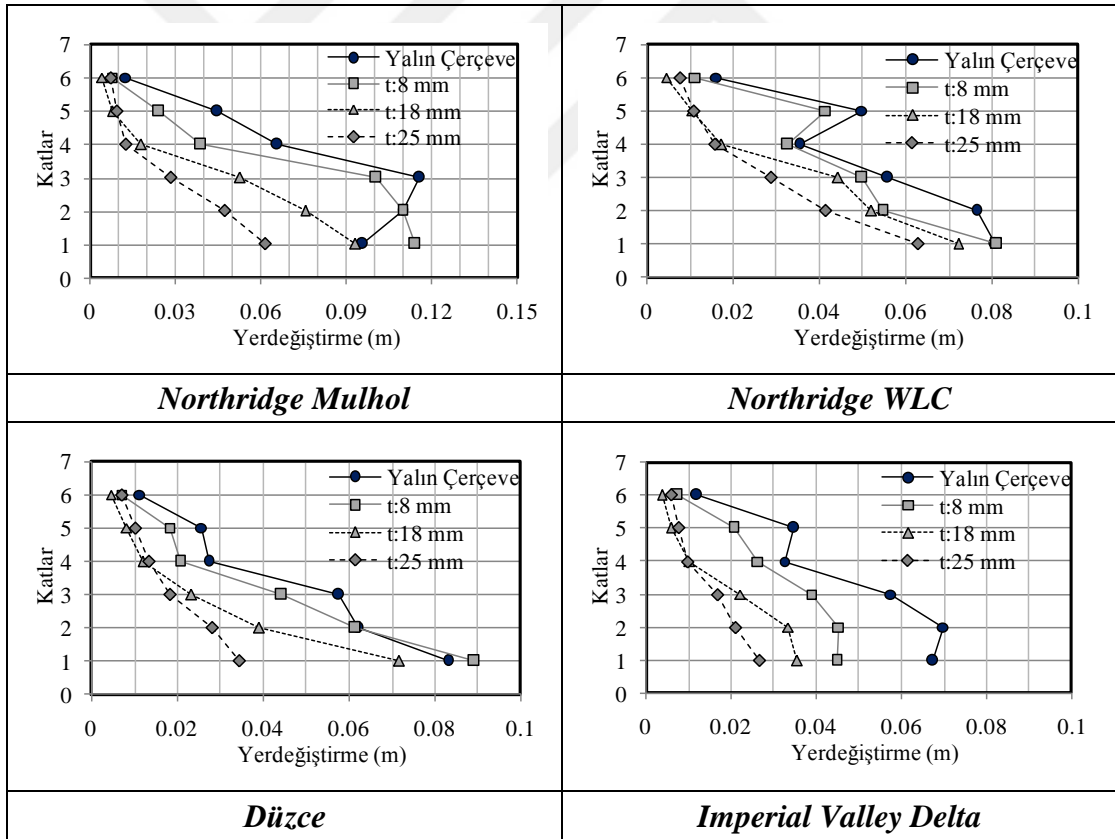 7
6
5
4
3
2
1
0
Katlar
Yalın Çerçeve
t:8 mm
t:18 mm
t:25 mm
0 0.03 0.06 0.09 0.12 0.15
Yerdeğiştirme (m)
Northridge Mulhol
7
6
5
4
3
2
1
0
Katlar
Yalın Çerçeve
t:8 mm
t:18 mm
t:25 mm
0 0.02 0.04 0.06 0.08 0.1
Yerdeğiştirme (m)
Northridge WLC
7
6
5
4
3
2
1
0
Katlar
Yalın Çerçeve
t:8 mm
t:18 mm
t:25 mm
0 0.02 0.04 0.06 0.08 0.1
Yerdeğiştirme (m)
Düzce
7
6
5
4
3
2
1
0
Katlar
Yalın Çerçeve
t:8 mm
t:18 mm
t:25 mm
0 0.02 0.04 0.06 0.08 0.1
Yerdeğiştirme (m)
Imperial Valley Delta